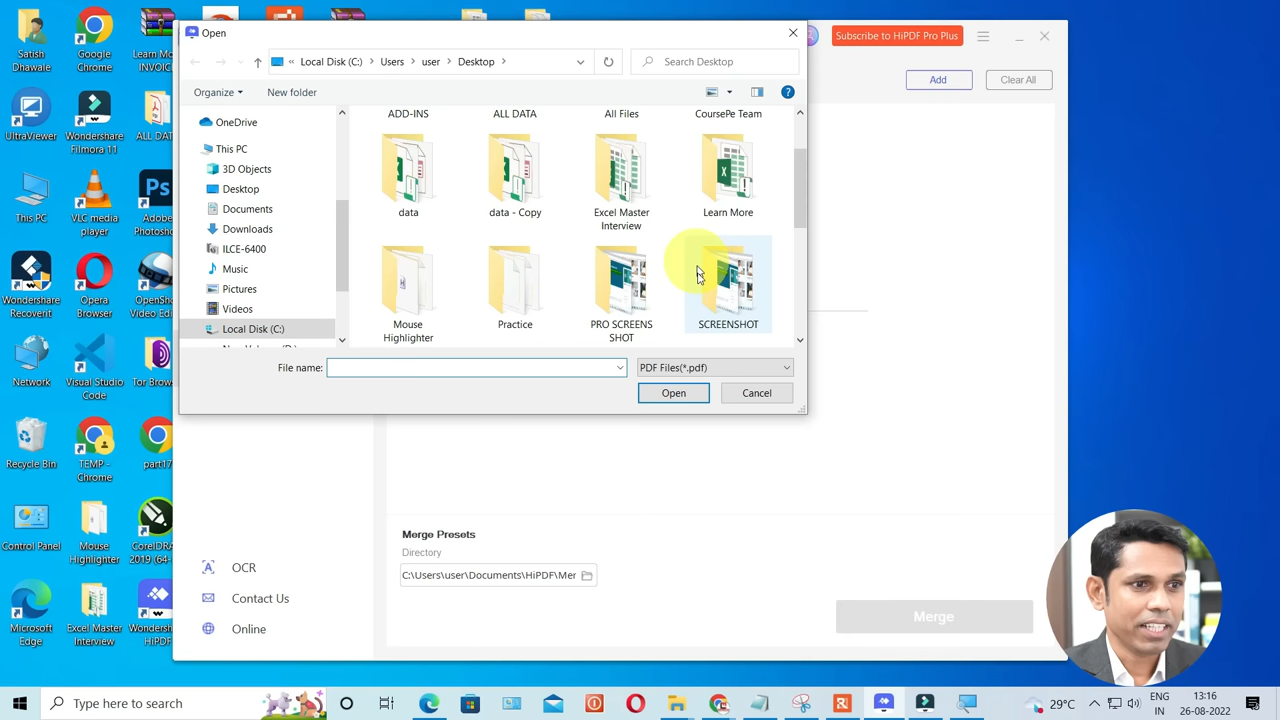 Satish
Dhawale
Google
Chrome
Learn Mo
INVOIC
UltraViewer
Wondershare
Filmora 11
ALL DATA
This PC
VLC media
player
Adobe
Photosh
Wondershare
Recoverit
Opera
Browser
OpenSho
Video Ed
Network
Visual Studio
Code
Tor Brow
Recycle Bin
TEMP -
Chrome
part17
Control Panel
Mouse
Highlighter
CorelDRA
2019 (64-
Microsoft
Edge
Excel Master
Interview
Wonders
HiPDF
Open
« Local Disk (C:) > Users > user > Desktop >
Search Desktop
Organize
New folder
OneDrive
This PC
3D Objects
Desktop
Documents
Downloads
ILCE-6400
Music
Pictures
Videos
Local Disk (C:)
ADD-INS
ALL DATA
All Files
CoursePe Team
data
data - Copy
Excel Master
Interview
Learn More
Mouse
Highlighter
Practice
PRO SCREENS
SHOT
SCREENSHOT
File name:
PDF Files(*.pdf)
Open
Cancel
Subscribe to HiPDF Pro Plus
Add
Clear All
OCR
Contact Us
Online
Merge Presets
Directory
C:\Users\user\Documents\HiPDF\Mer
Merge
Type here to search
29°C
ENG
IN
13:16
26-08-2022